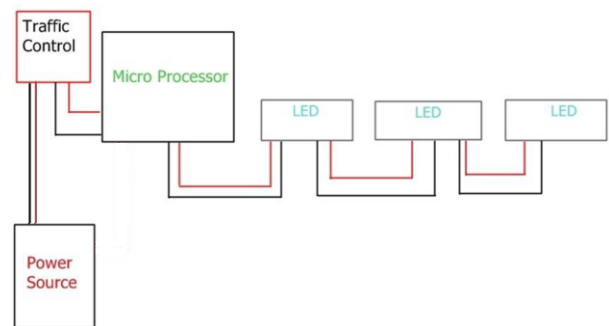 Traffic
Control
Micro Processor
LED
LED
LED
Power
Source